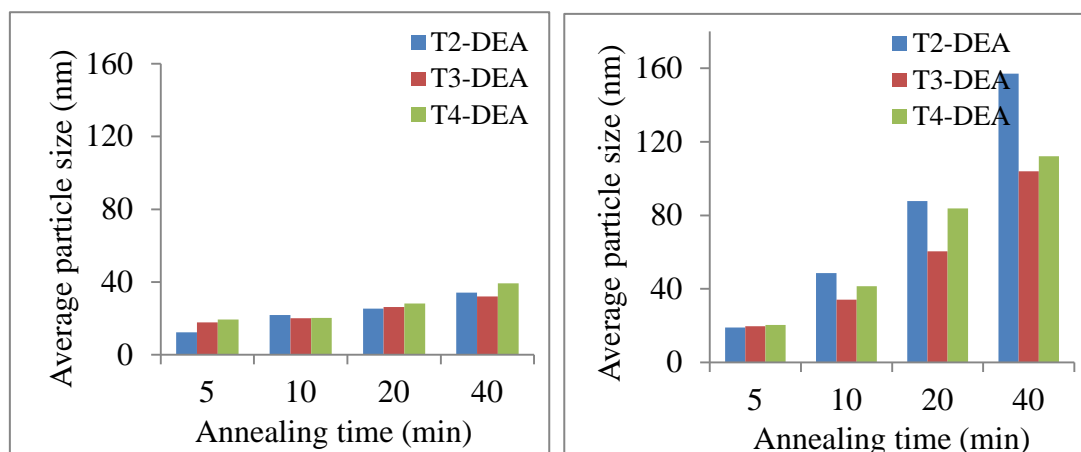 Average particle size (nm)
160
120
80
40
0
T2-DEA
T3-DEA
T4-DEA
5 10 20 40
Annealing time (min)
Average particle size (nm)
160
120
80
40
0
T2-DEA
T3-DEA
T4-DEA
5 10 20 40
Annealing time (min)